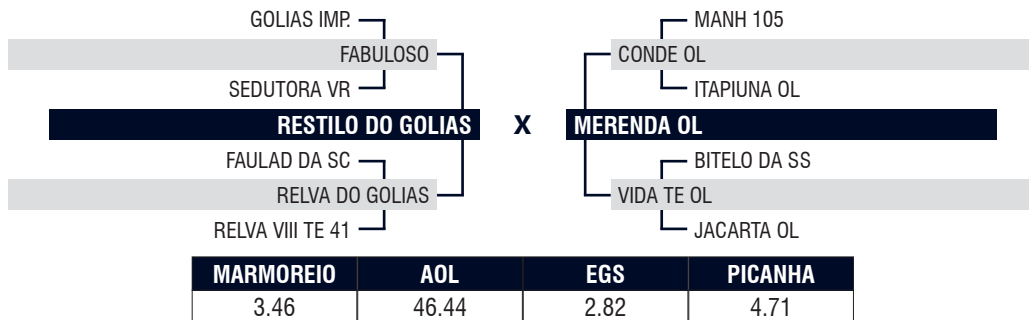 GOLIAS IMP. MANH 105
FABULOSO CONDE OL
SEDUTORA VR ITAPIUNA OL
RESTILO DO GOLIAS X MERENDA OL
FAULAD DA SC BITELO DA SS
RELVA DO GOLIAS VIDA TE OL
RELVA VIII TE 41 JACARTA OL
MARMOREIO AOL EGS PICANHA
3.46 46.44 2.82 4.71